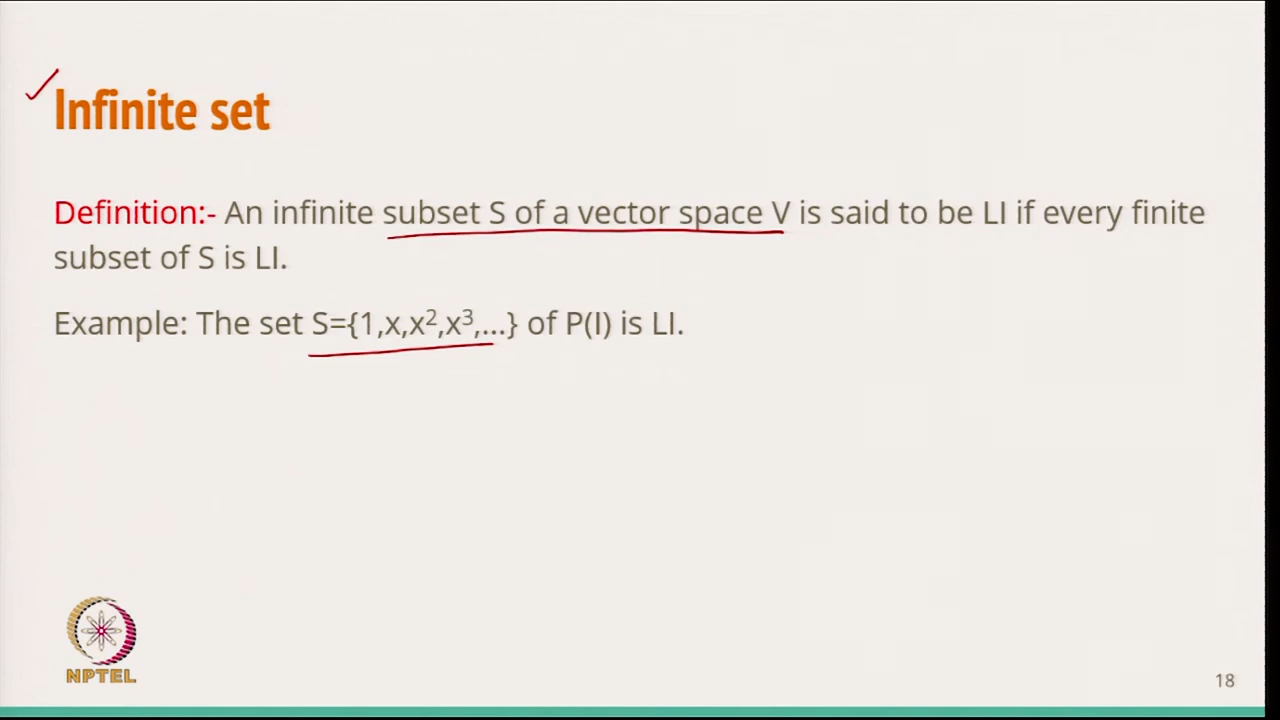 Infinite set
Definition:- An infinite subset S of a vector space V is said to be LI if every finite
subset of S is LI.
Example: The set S={1,x,x²,x³,...} of P(I) is LI.
NPTEL
18